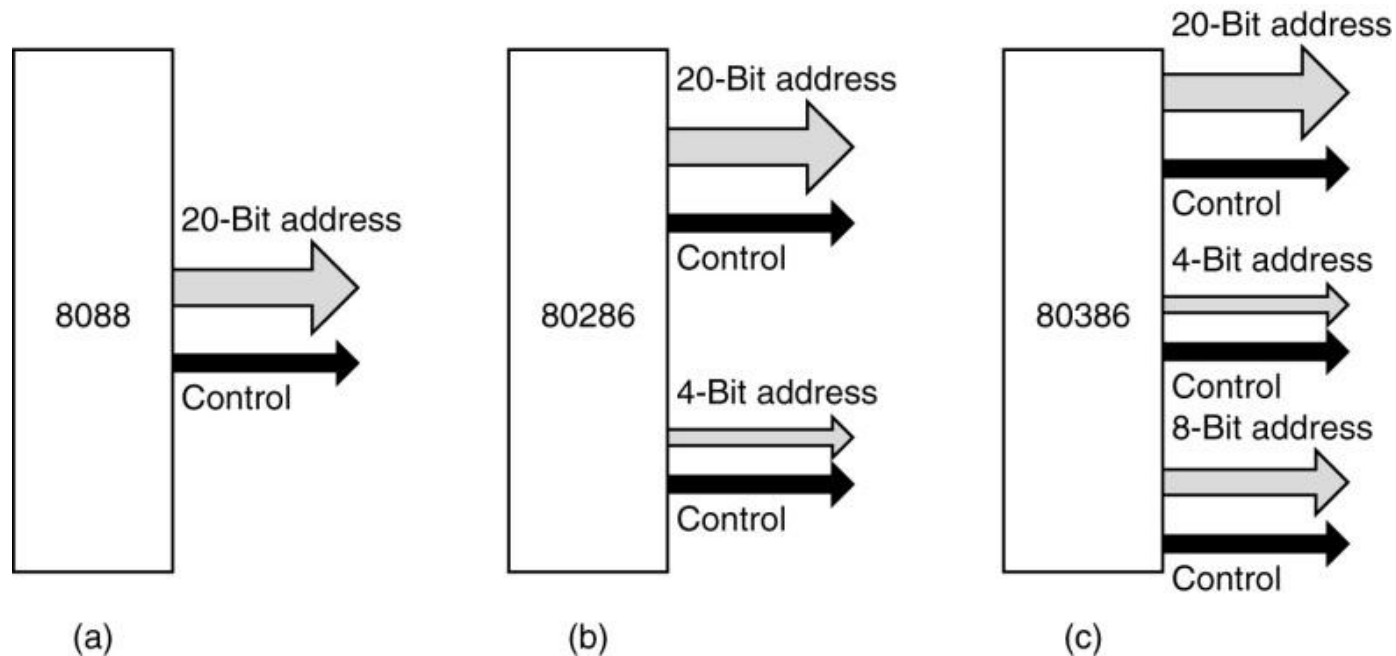 8088
20-Bit address
Control
(a)
80286
20-Bit address
Control
4-Bit address
Control
(b)
80386
20-Bit address
Control
4-Bit address
Control
8-Bit address
Control
(c)